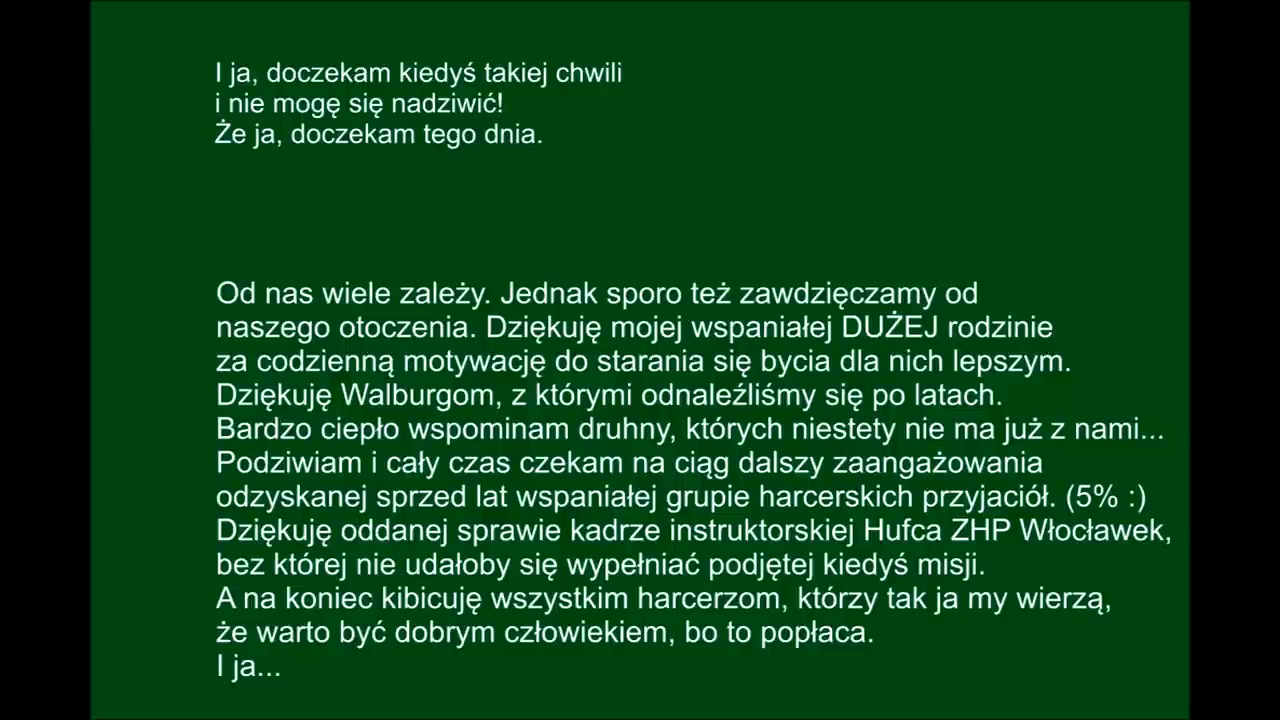 I ja, doczekam kiedyś takiej chwili
i nie mogę się nadziwić!
Że ja, doczekam tego dnia.
Od nas wiele zależy. Jednak sporo też zawdzięczamy od
naszego otoczenia. Dziękuję mojej wspaniałej DUŻEJ rodzinie
za codzienną motywację do starania się bycia dla nich lepszym.
Dziękuję Walburgom, z którymi odnaleźliśmy się po latach.
Bardzo ciepło wspominam druhny, których niestety nie ma już z nami...
Podziwiam i cały czas czekam na ciąg dalszy zaangażowania
odzyskanej sprzed lat wspaniałej grupie harcerskich przyjaciół. (5% :)
Dziękuję oddanej sprawie kadrze instruktorskiej Hufca ZHP Włocławek,
bez której nie udałoby się wypełniać podjętej kiedyś misji.
A na koniec kibicuję wszystkim harcerzom, którzy tak ja my wierzą,
że warto być dobrym człowiekiem, bo to popłaca.
I ja...